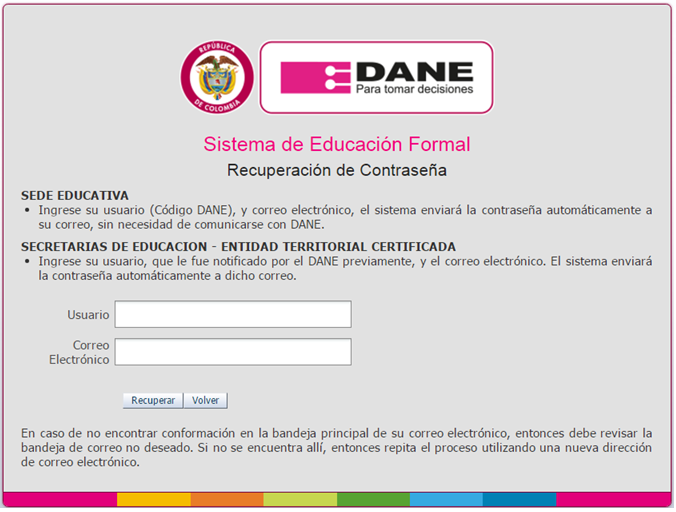 REPÚBLICA
DE COLOMBIA
DANE
Para tomar decisiones
Sistema de Educación Formal
Recuperación de Contraseña
SEDE EDUCATIVA
• Ingrese su usuario (Código DANE), y correo electrónico, el sistema enviará la contraseña automáticamente a
su correo, sin necesidad de comunicarse con DANE.
SECRETARIAS DE EDUCACION - ENTIDAD TERRITORIAL CERTIFICADA
• Ingrese su usuario, que le fue notificado por el DANE previamente, y el correo electrónico. El sistema enviará
la contraseña automáticamente a dicho correo.
Usuario
Correo
Electrónico
Recuperar Volver
En caso de no encontrar conformación en la bandeja principal de su correo electrónico, entonces debe revisar la
bandeja de correo no deseado. Si no se encuentra allí, entonces repita el proceso utilizando una nueva dirección
de correo electrónico.